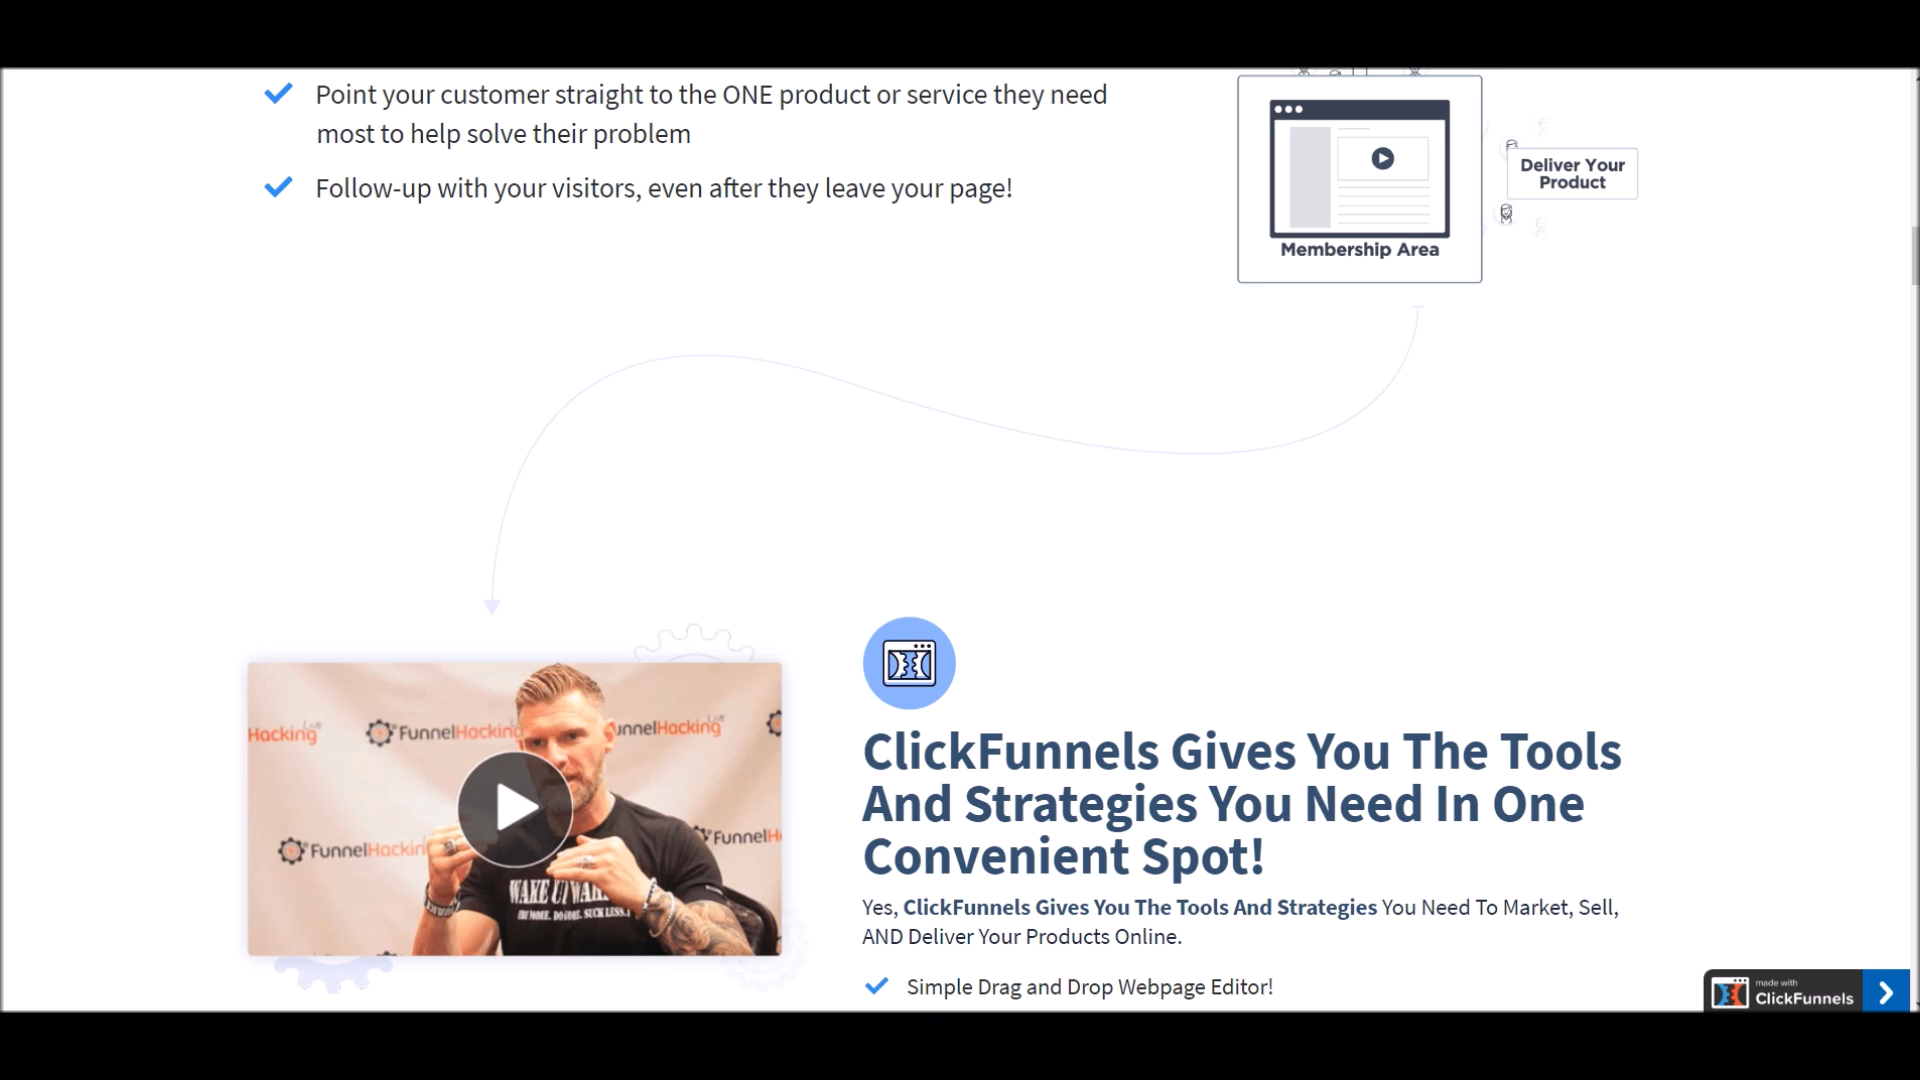 Point your customer straight to the ONE product or service they need
most to help solve their problem
Follow-up with your visitors, even after they leave your page!
Deliver Your
Product
Membership Area
Hacking LIVE
FunnelHacking
unnelHacking LIVE
FunnelHackin
FunnelH
WAKE U
ClickFunnels Gives You The Tools
And Strategies You Need In One
Convenient Spot!
Yes, ClickFunnels Gives You The Tools And Strategies You Need To Market, Sell,
AND Deliver Your Products Online.
Simple Drag and Drop Webpage Editor!
made with
ClickFunnels